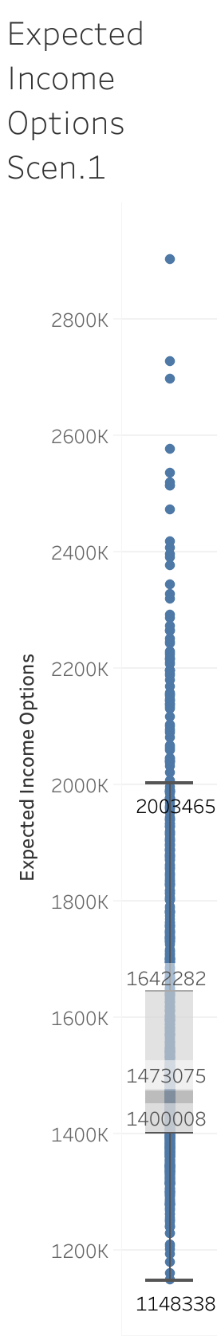 Expected
Income
Options
Scen.1
2800K
2600K
2400K
2200K
2000K
2003465
1800K
1642282
1600K
1473075
1400008
1400K
1200K
1148338
Expected Income Options